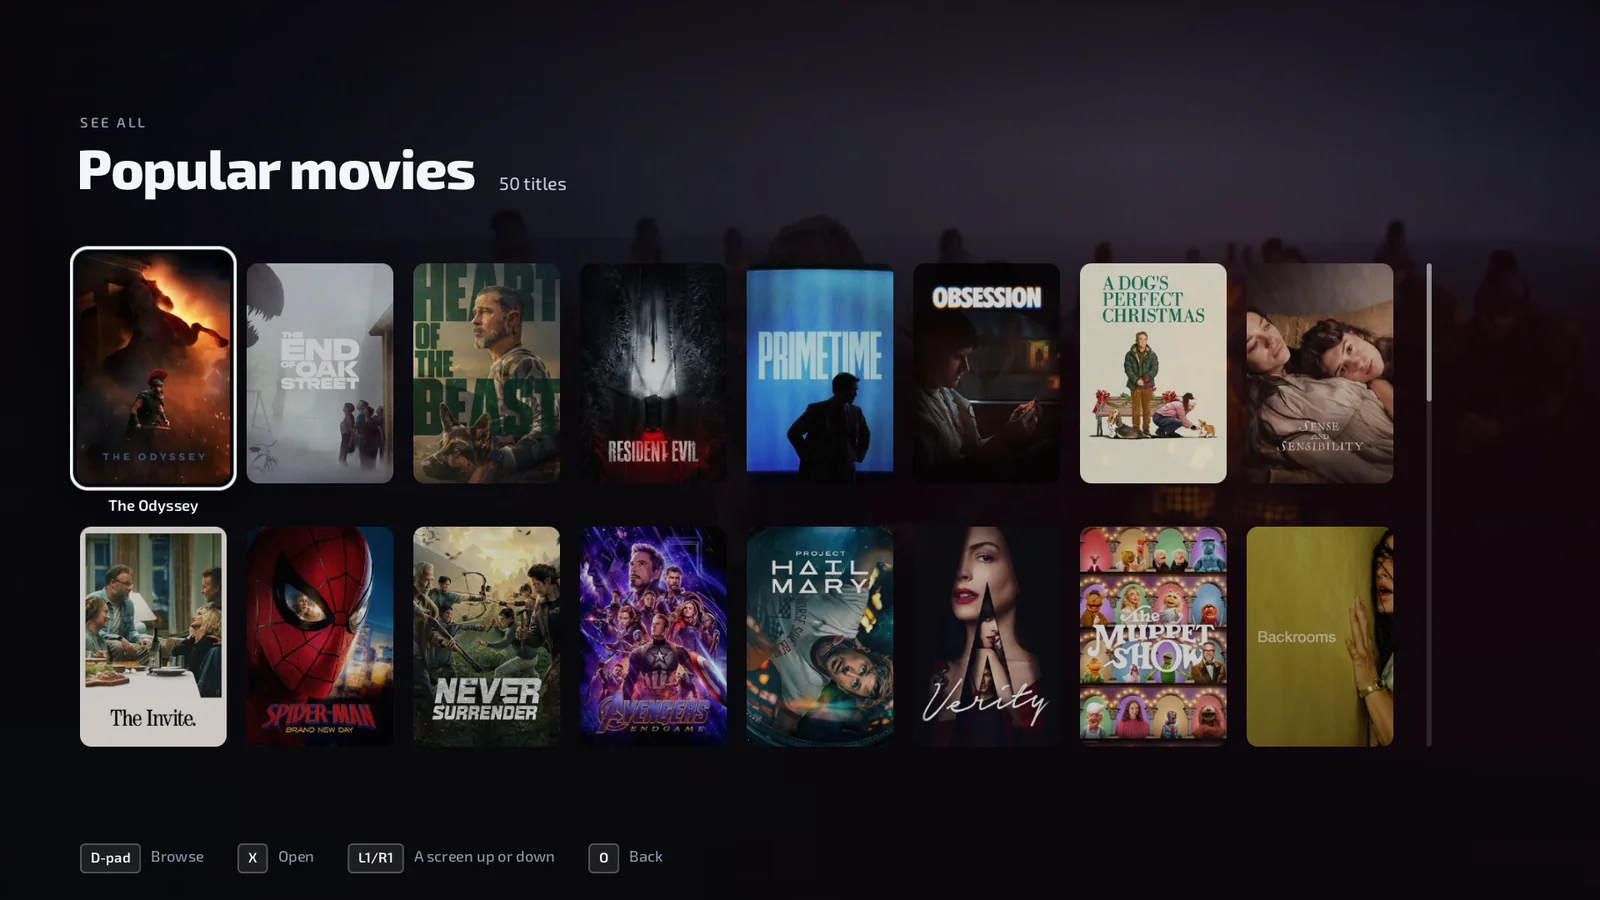 SEE ALL
Popular movies 50 titles
THE ODYSSEY
THE
END
OF OAK
STREET
HEART
OF
THE
BEAST
RESIDENT EVIL
PRIMETIME
OBSESSION
A DOG'S
PERFECT
CHRISTMAS
SENSE
AND
SENSIBILITY
The Odyssey
The Invite.
SPIDER-MAN
BRAND NEW DAY
NEVER
SURRENDER
AVENGERS
ENDGAME
PROJECT
HAIL
MARY
Verity
The
MUPPET
SHOW
Backrooms
D-pad Browse X Open L1/R1 A screen up or down O Back